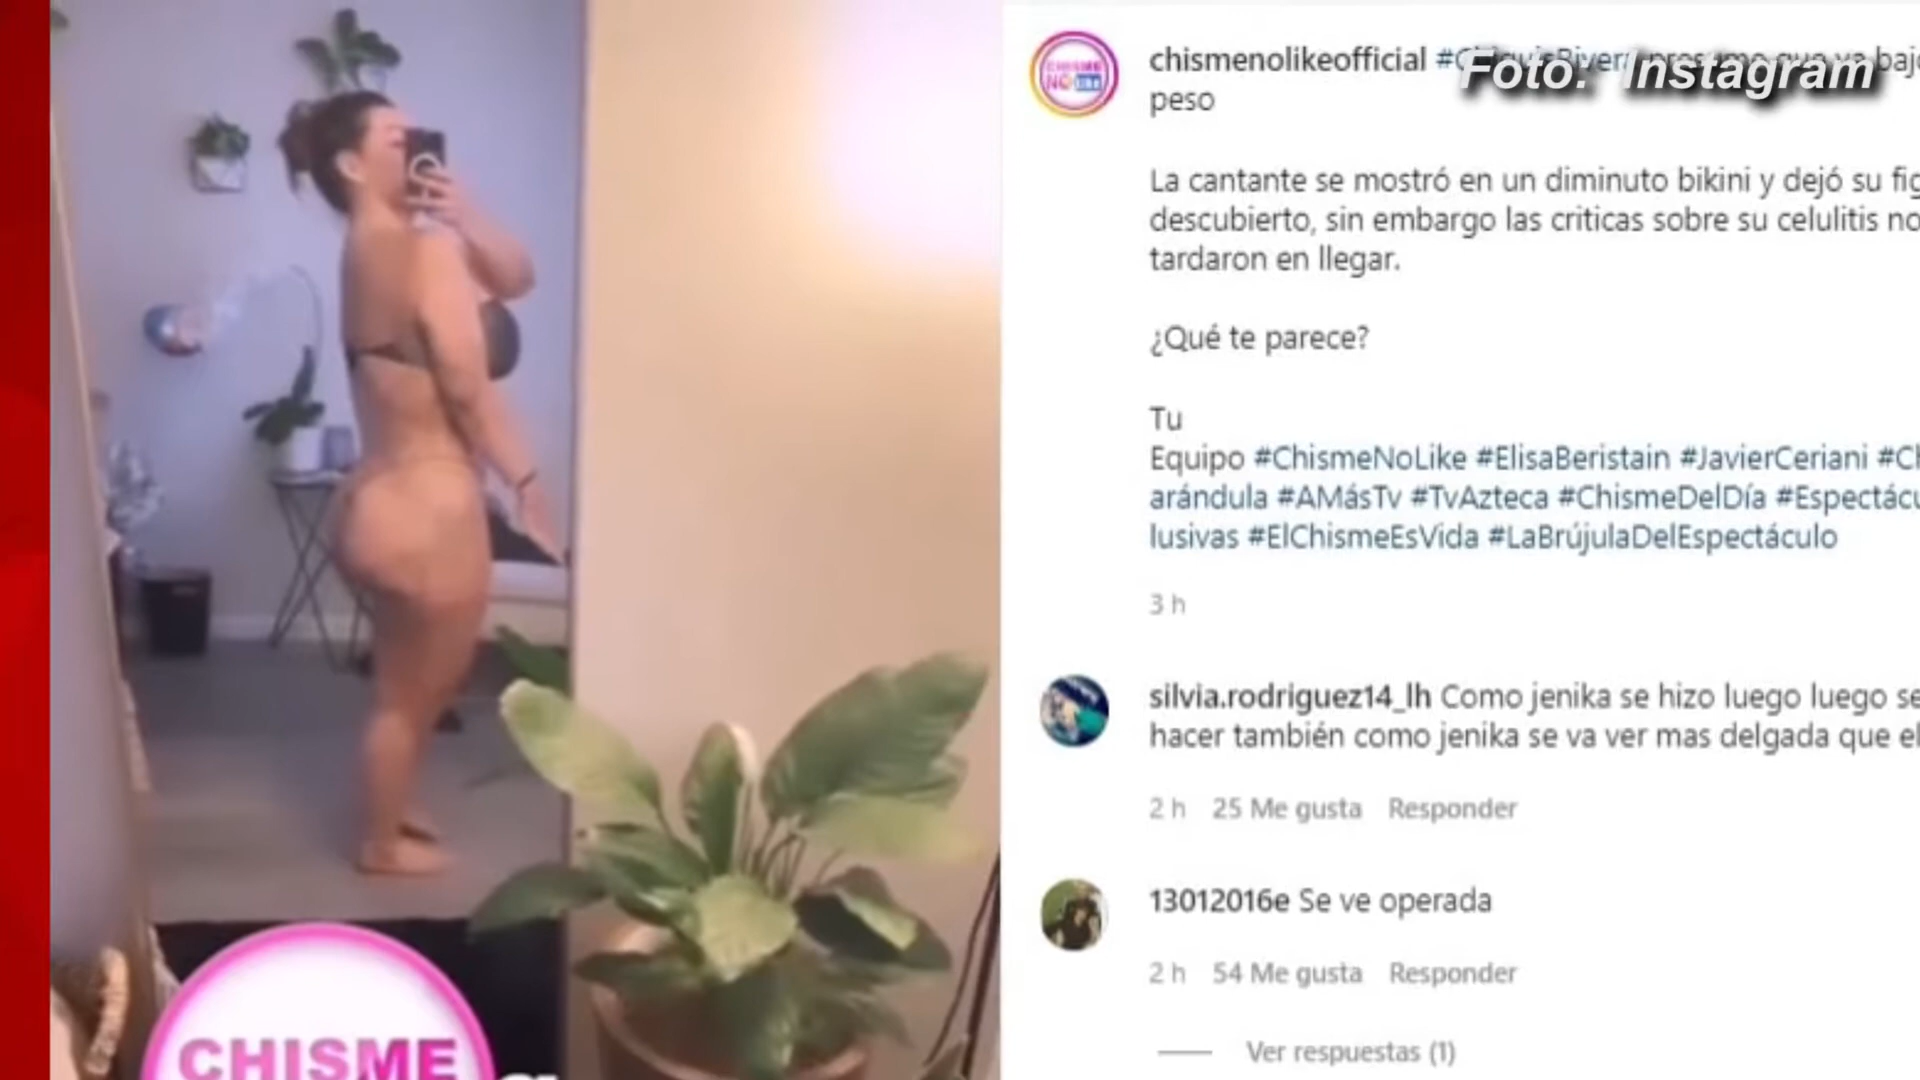 chismenolikeofficial
Foto: Instagram
peso
La cantante se mostró en un diminuto bikini y dejó su fig
descubierto, sin embargo las criticas sobre su celulitis no
tardaron en llegar.
¿Qué te parece?
Tu
Equipo #ChismeNoLike #ElisaBeristain #JavierCeriani #Ch
arándula #AMásTv #TvAzteca #ChismeDelDía #Espectácu
lusivas #ElChismeEsVida #LaBrújulaDelEspectáculo
3 h
silvia.rodriguez14_lh Como jenika se hizo luego luego se
hacer también como jenika se va ver mas delgada que el
2 h 25 Me gusta Responder
13012016e Se ve operada
2 h 54 Me gusta Responder
Ver respuestas (1)
CHISME